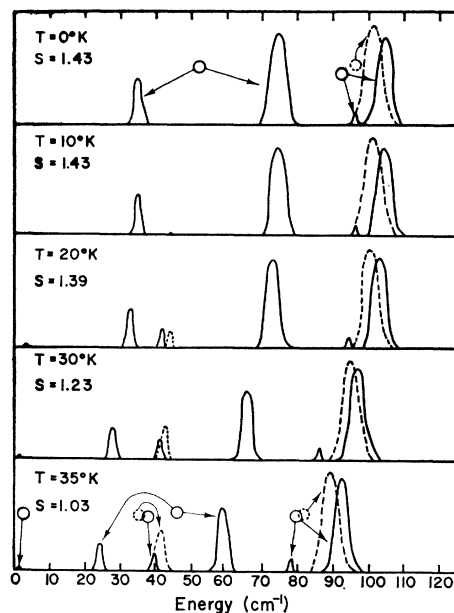 T = 0°K
S = 1.43
T = 10°K
S = 1.43
T = 20°K
S = 1.39
T = 30°K
S = 1.23
T = 35°K
S = 1.03
0 10 20 30 40 50 60 70 80 90 100 110 120
Energy (cm⁻¹)